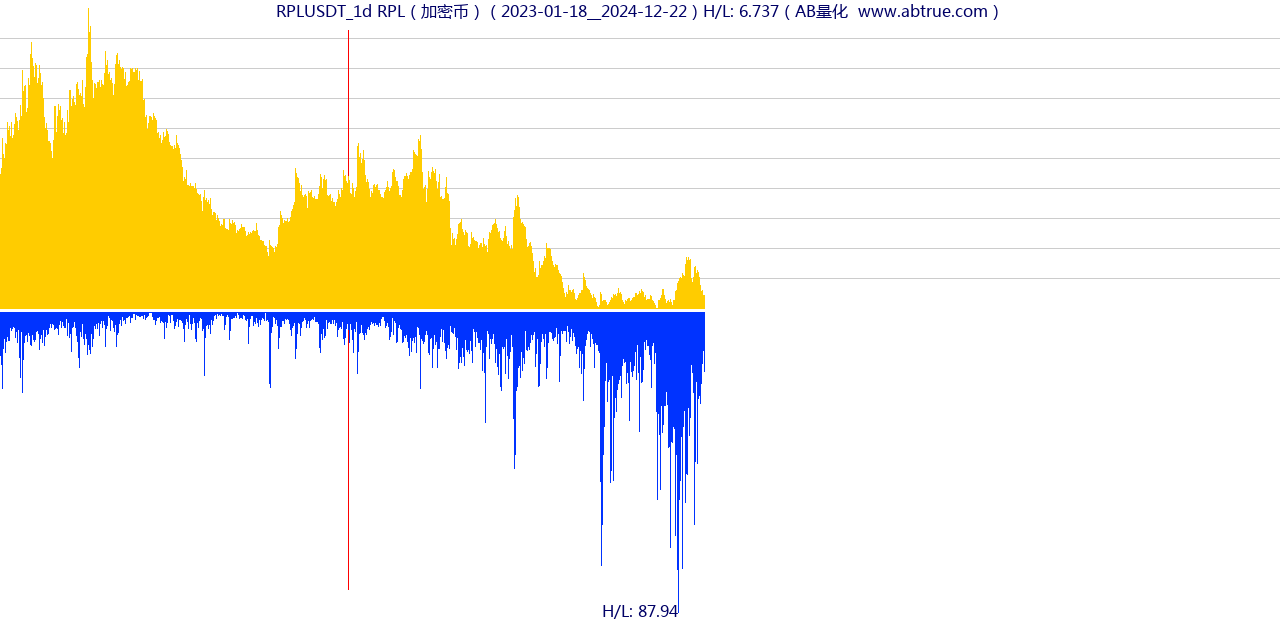 RPLUSDT_1d RPL（加密币）（2023-01-18__2024-12-22）H/L: 6.737（AB量化  www.abtrue.com）
H/L: 87.94